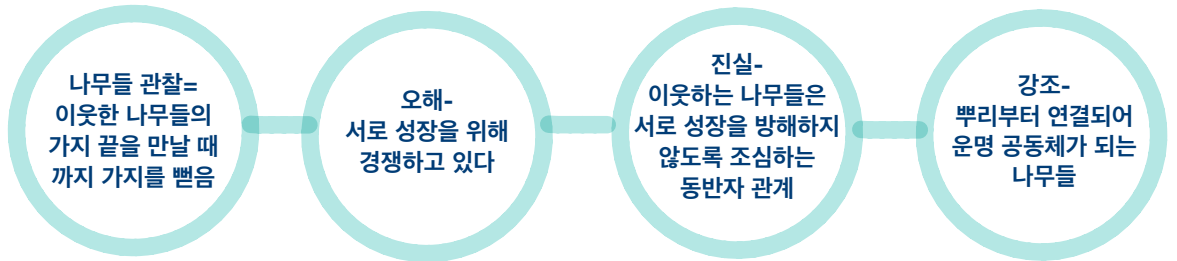 나무들 관찰=
이웃한 나무들의
가지 끝을 만날 때
까지 가지를 뻗음
오해-
서로 성장을 위해
경쟁하고 있다
진실-
이웃하는 나무들은
서로 성장을 방해하지
않도록 조심하는
동반자 관계
강조-
뿌리부터 연결되어
운명 공동체가 되는
나무들